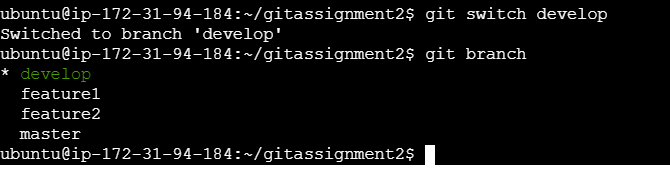 ubuntu@ip-172-31-94-184:~/gitassignment2$ git switch develop
Switched to branch 'develop'
ubuntu@ip-172-31-94-184:~/gitassignment2$ git branch
* develop
  feature1
  feature2
  master
ubuntu@ip-172-31-94-184:~/gitassignment2$